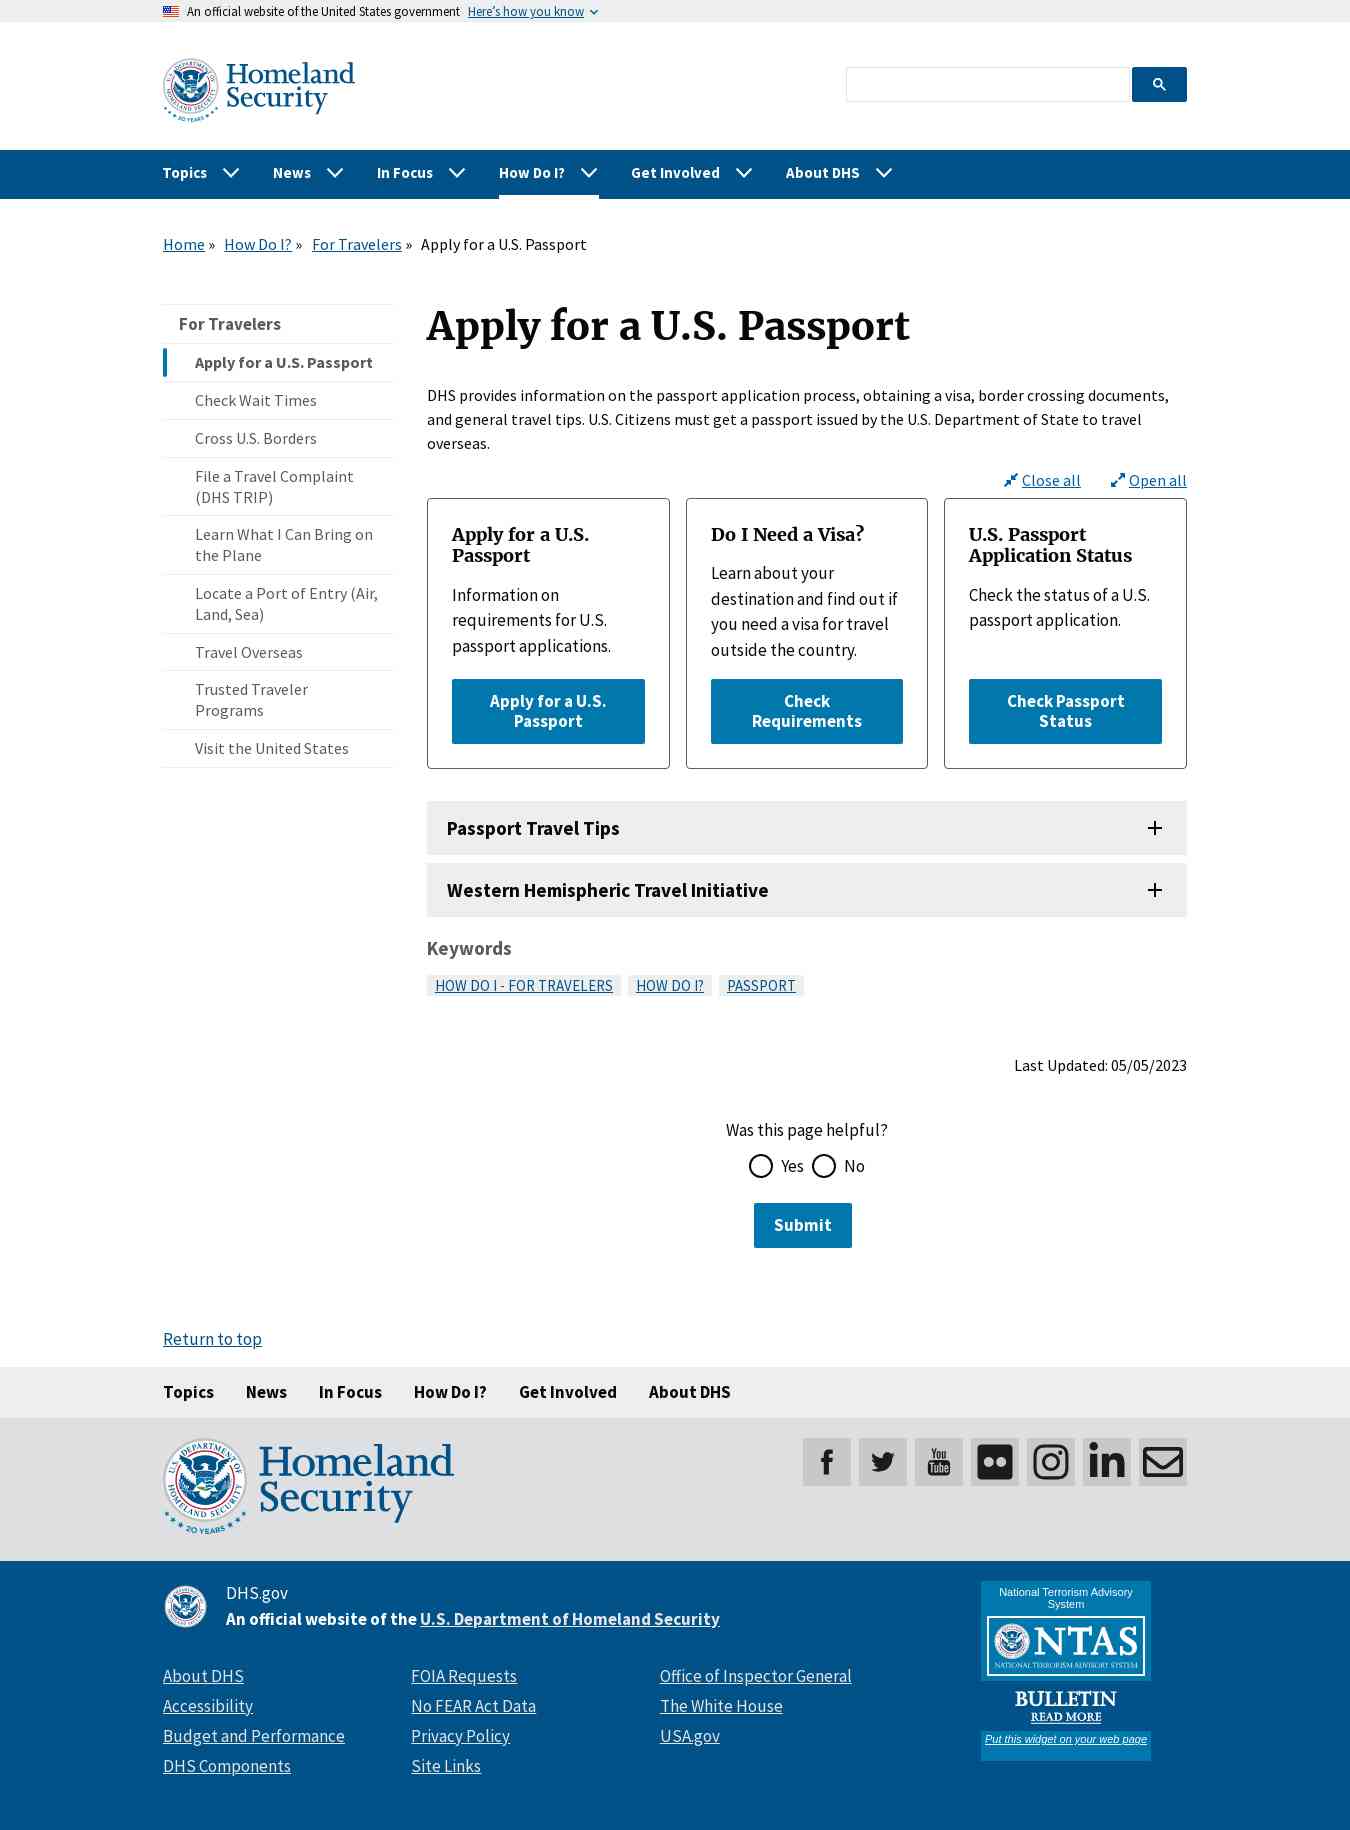 An official website of the United States government Here's how you know
Homeland
Security
Topics News In Focus How Do I? Get Involved About DHS
Home » How Do I? » For Travelers » Apply for a U.S. Passport
For Travelers
Apply for a U.S. Passport
Check Wait Times
Cross U.S. Borders
File a Travel Complaint
(DHS TRIP)
Learn What I Can Bring on
the Plane
Locate a Port of Entry (Air,
Land, Sea)
Travel Overseas
Trusted Traveler
Programs
Visit the United States
Apply for a U.S. Passport
DHS provides information on the passport application process, obtaining a visa, border crossing documents,
and general travel tips. U.S. Citizens must get a passport issued by the U.S. Department of State to travel
overseas.
Close all Open all
Apply for a U.S.
Passport
Information on
requirements for U.S.
passport applications.
Apply for a U.S.
Passport
Do I Need a Visa?
Learn about your
destination and find out if
you need a visa for travel
outside the country.
Check
Requirements
U.S. Passport
Application Status
Check the status of a U.S.
passport application.
Check Passport
Status
Passport Travel Tips
Western Hemispheric Travel Initiative
Keywords
HOW DO I - FOR TRAVELERS HOW DO I? PASSPORT
Last Updated: 05/05/2023
Was this page helpful?
Yes No
Submit
Return to top
Topics News In Focus How Do I? Get Involved About DHS
U.S. DEPARTMENT OF
HOMELAND SECURITY
20 YEARS
Homeland
Security
You
Tube
DHS.gov
An official website of the U.S. Department of Homeland Security
About DHS
Accessibility
Budget and Performance
DHS Components
FOIA Requests
No FEAR Act Data
Privacy Policy
Site Links
Office of Inspector General
The White House
USA.gov
National Terrorism Advisory
System
NTAS
NATIONAL TERRORISM ADVISORY SYSTEM
BULLETIN
READ MORE
Put this widget on your web page